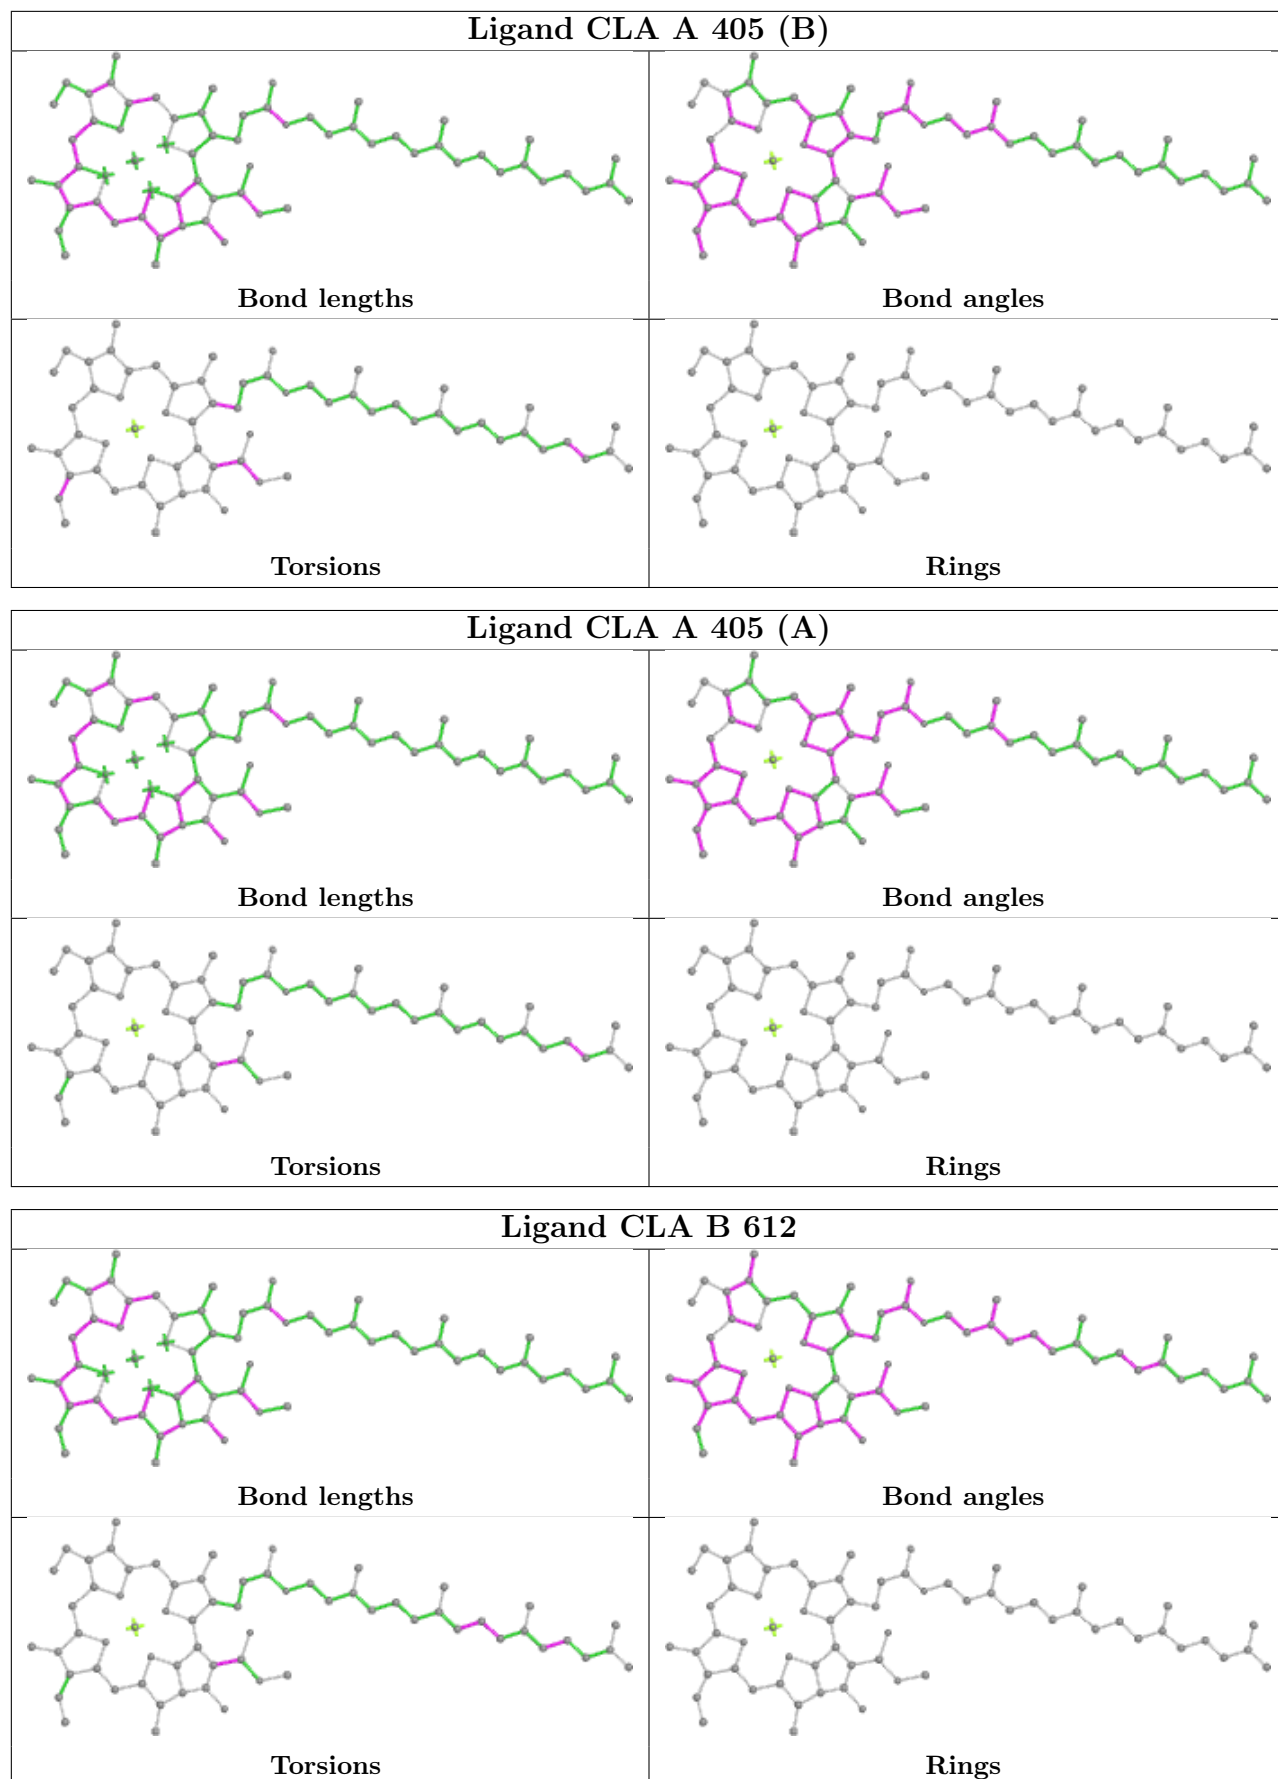 Ligand CLA A 405 (B)
Bond lengths
Bond angles
Torsions
Rings
Ligand CLA A 405 (A)
Bond lengths
Bond angles
Torsions
Rings
Ligand CLA B 612
Bond lengths
Bond angles
Torsions
Rings